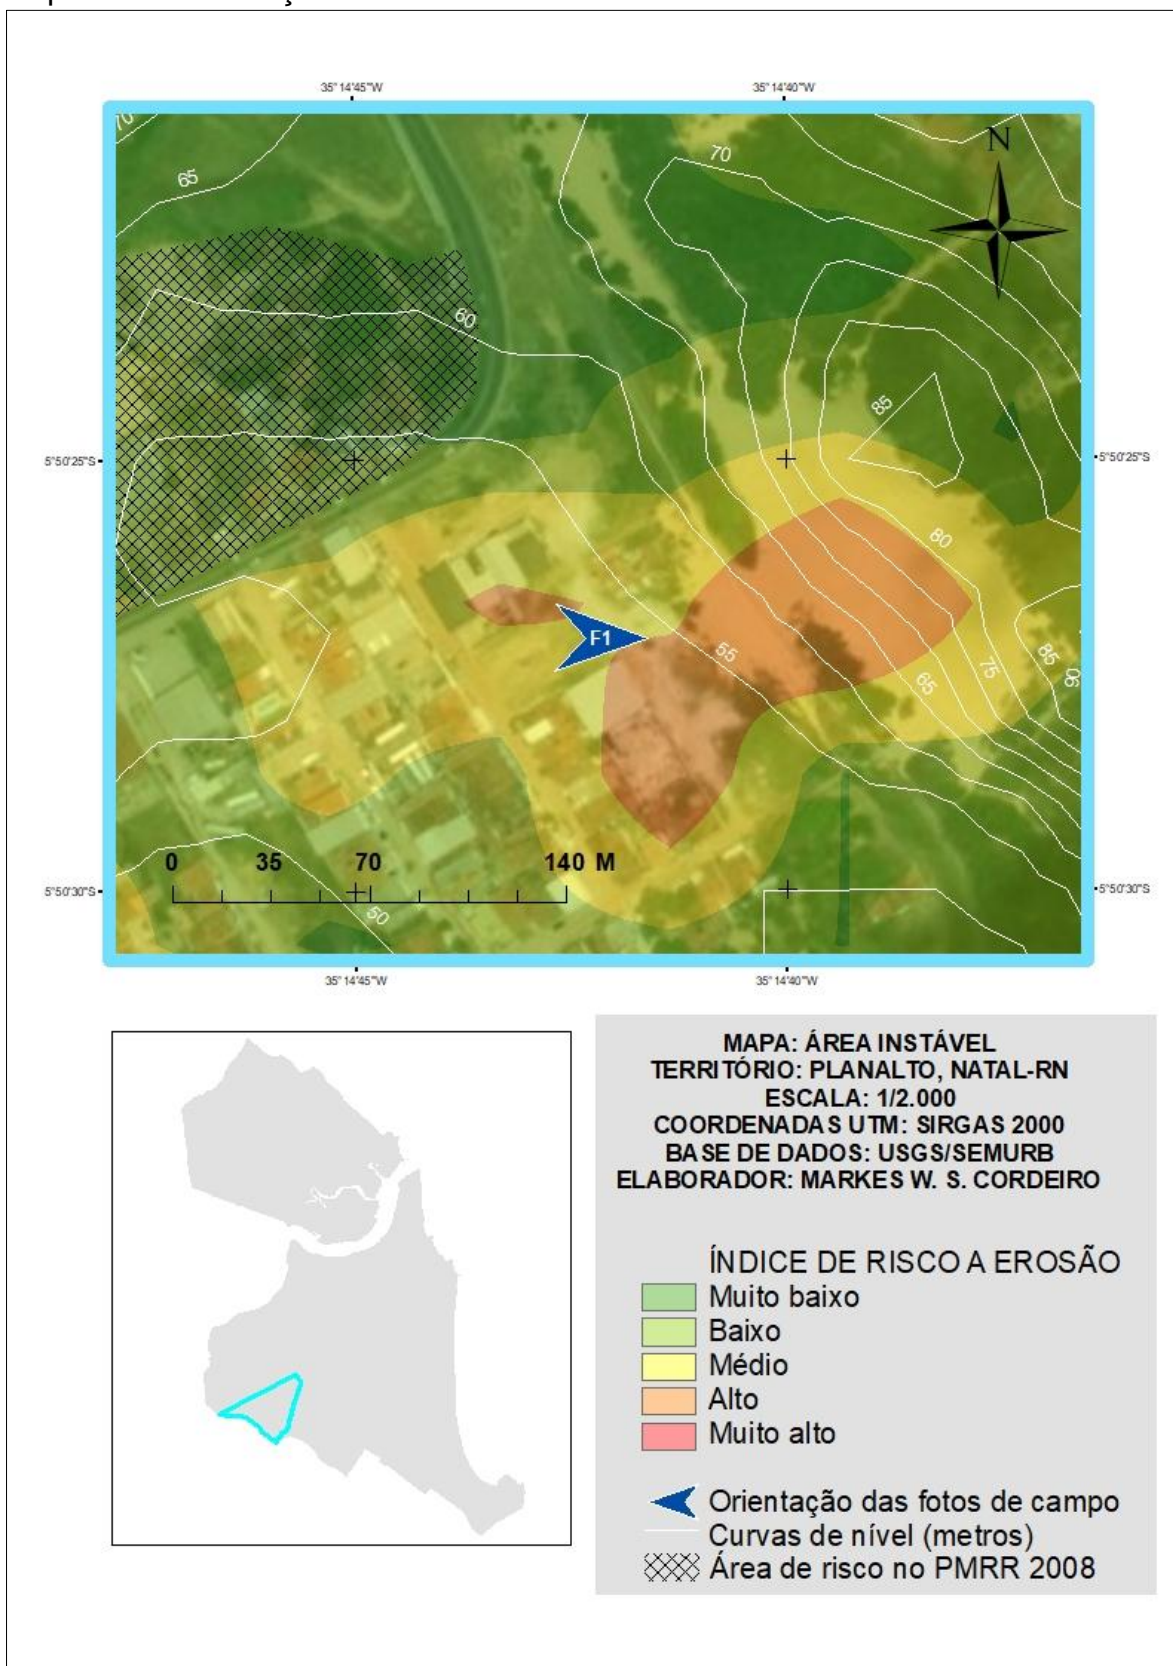 35°14'45"W
35°14'40"W
70
65
70
N
60
85
5°50'25"S
5°50'25"S
80
F1
55
65
75
85
90
0 35 70 140 M
5°50'30"S
5°50'30"S
50
35°14'45"W
35°14'40"W
MAPA: ÁREA INSTÁVEL
TERRITÓRIO: PLANALTO, NATAL-RN
ESCALA: 1/2.000
COORDENADAS UTM: SIRGAS 2000
BASE DE DADOS: USGS/SEMURB
ELABORADOR: MARKES W. S. CORDEIRO
ÍNDICE DE RISCO A EROSÃO
Muito baixo
Baixo
Médio
Alto
Muito alto
Orientação das fotos de campo
Curvas de nível (metros)
Área de risco no PMRR 2008